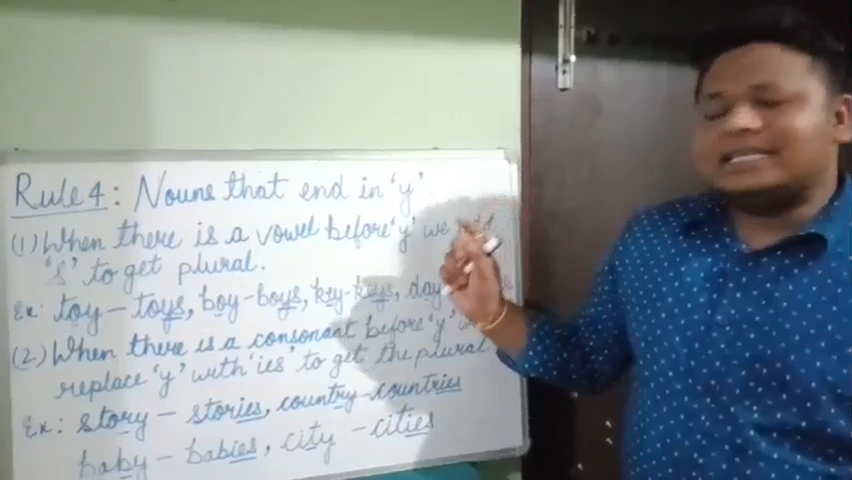 Rule 4: Nouns that end in 'y'
(1) When there is a vowel before 'y' we
's' to get plural.
Ex: toy - toys, boy - boys, key - keys, day
(2) When there is a consonant before 'y'
replace 'y' with 'ies' to get the plural
Ex: story - stories, country - countries
baby - babies, city - cities